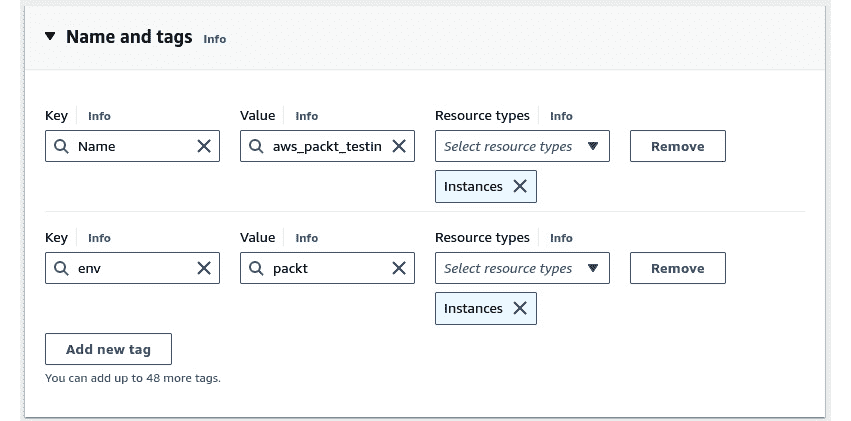 Name and tags Info
Key Info Value Info Resource types Info
Name aws_packt_testin Select resource types Remove
Instances
Key Info Value Info Resource types Info
env packt Select resource types Remove
Instances
Add new tag
You can add up to 48 more tags.